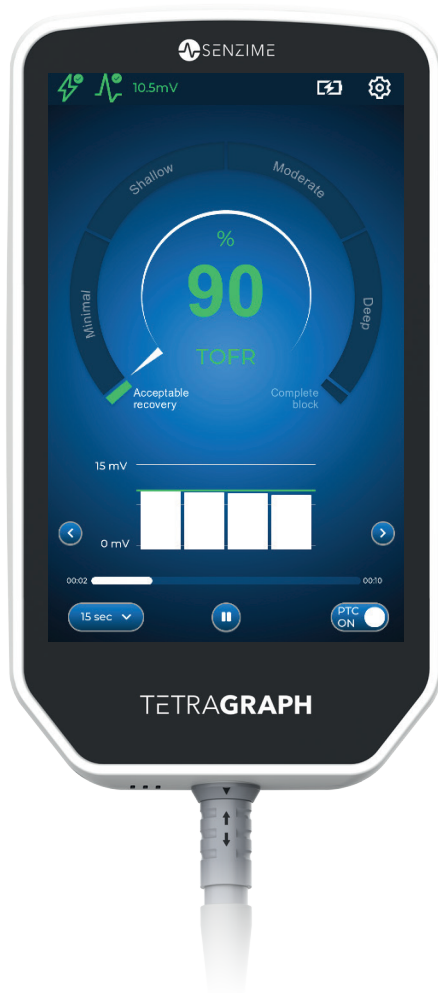 SENZIME
10.5mV
Shallow
Moderate
Minimal
Deep
%
90
TOFR
Acceptable
recovery
Complete
block
15 mV
0 mV
00:02
00:10
15 sec
PTC
ON
TETRAGRAPH